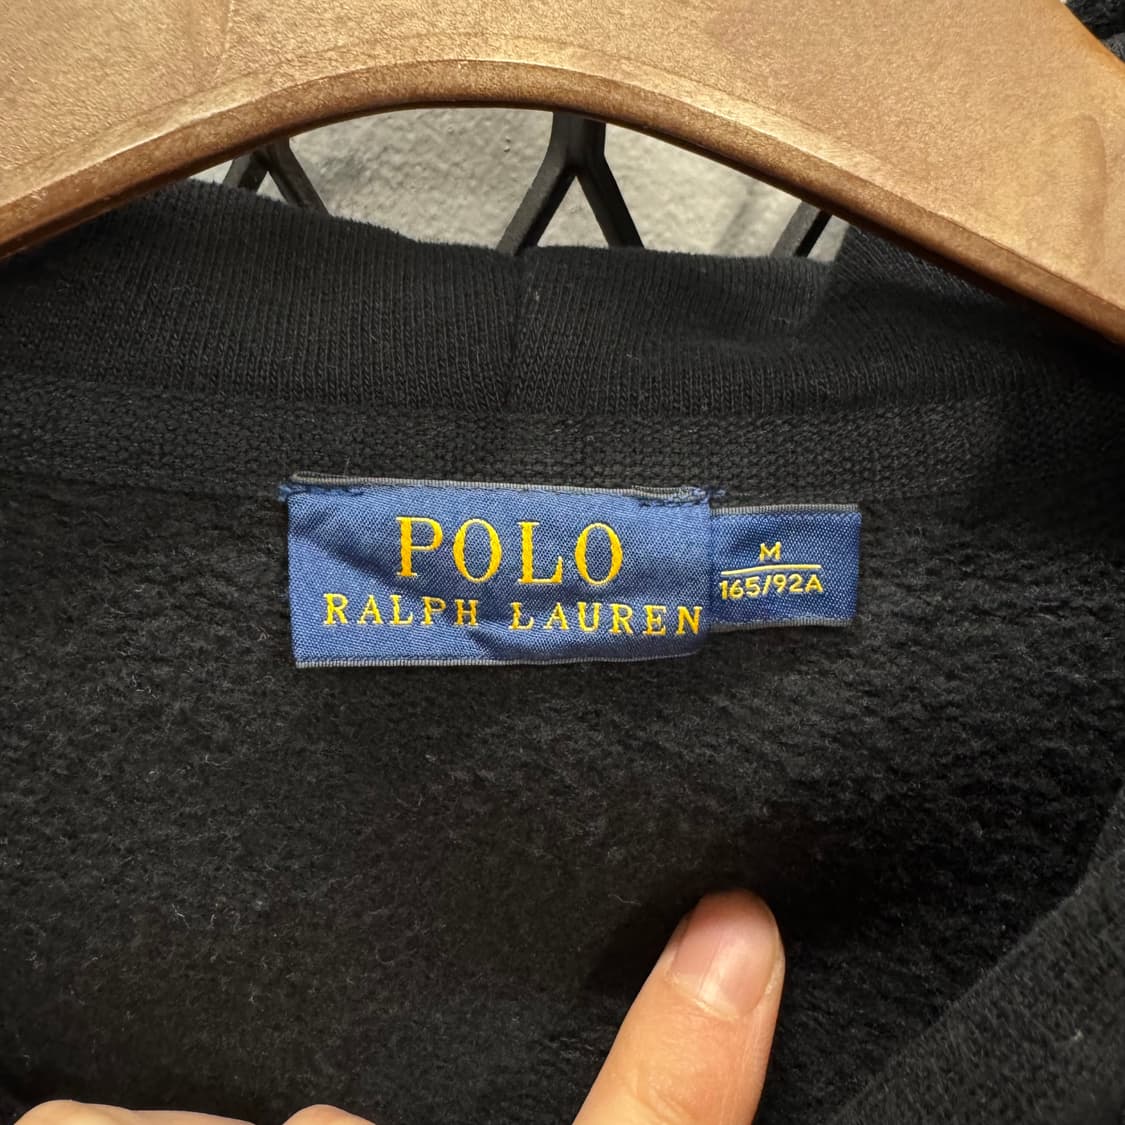 POLO
RALPH LAUREN
M
165/92A